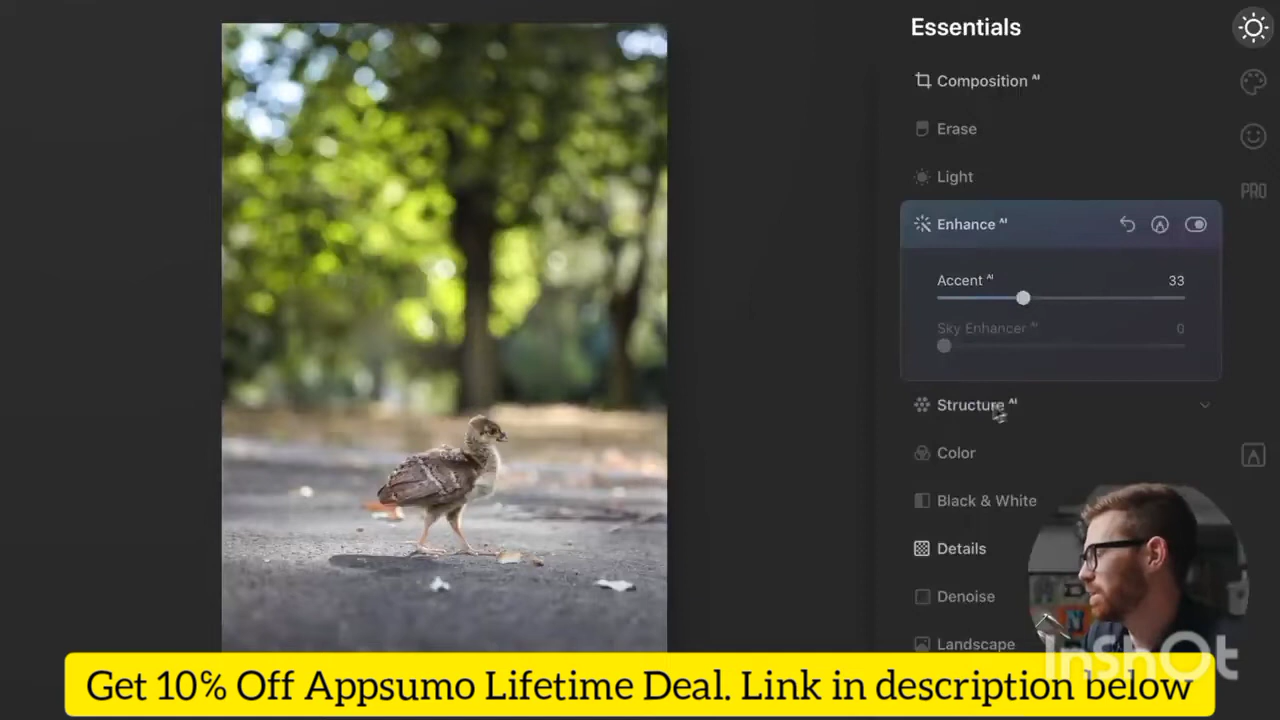 Essentials
Composition AI
Erase
Light
PRO
Enhance AI
Accent AI 33
Sky Enhancer AI 0
Structure AI
Color
Black & White
Details
Denoise
Landscape
InShOt
Get 10% Off Appsumo Lifetime Deal. Link in description below